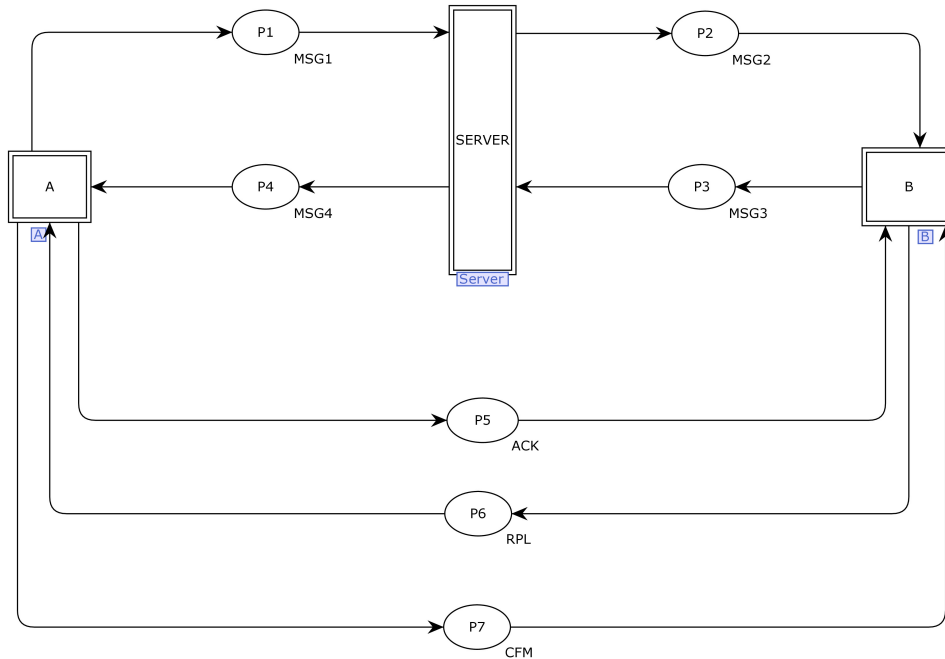 P1
MSG1
P2
MSG2
SERVER
A
P4
MSG4
P3
MSG3
B
A
B
Server
P5
ACK
P6
RPL
P7
CFM